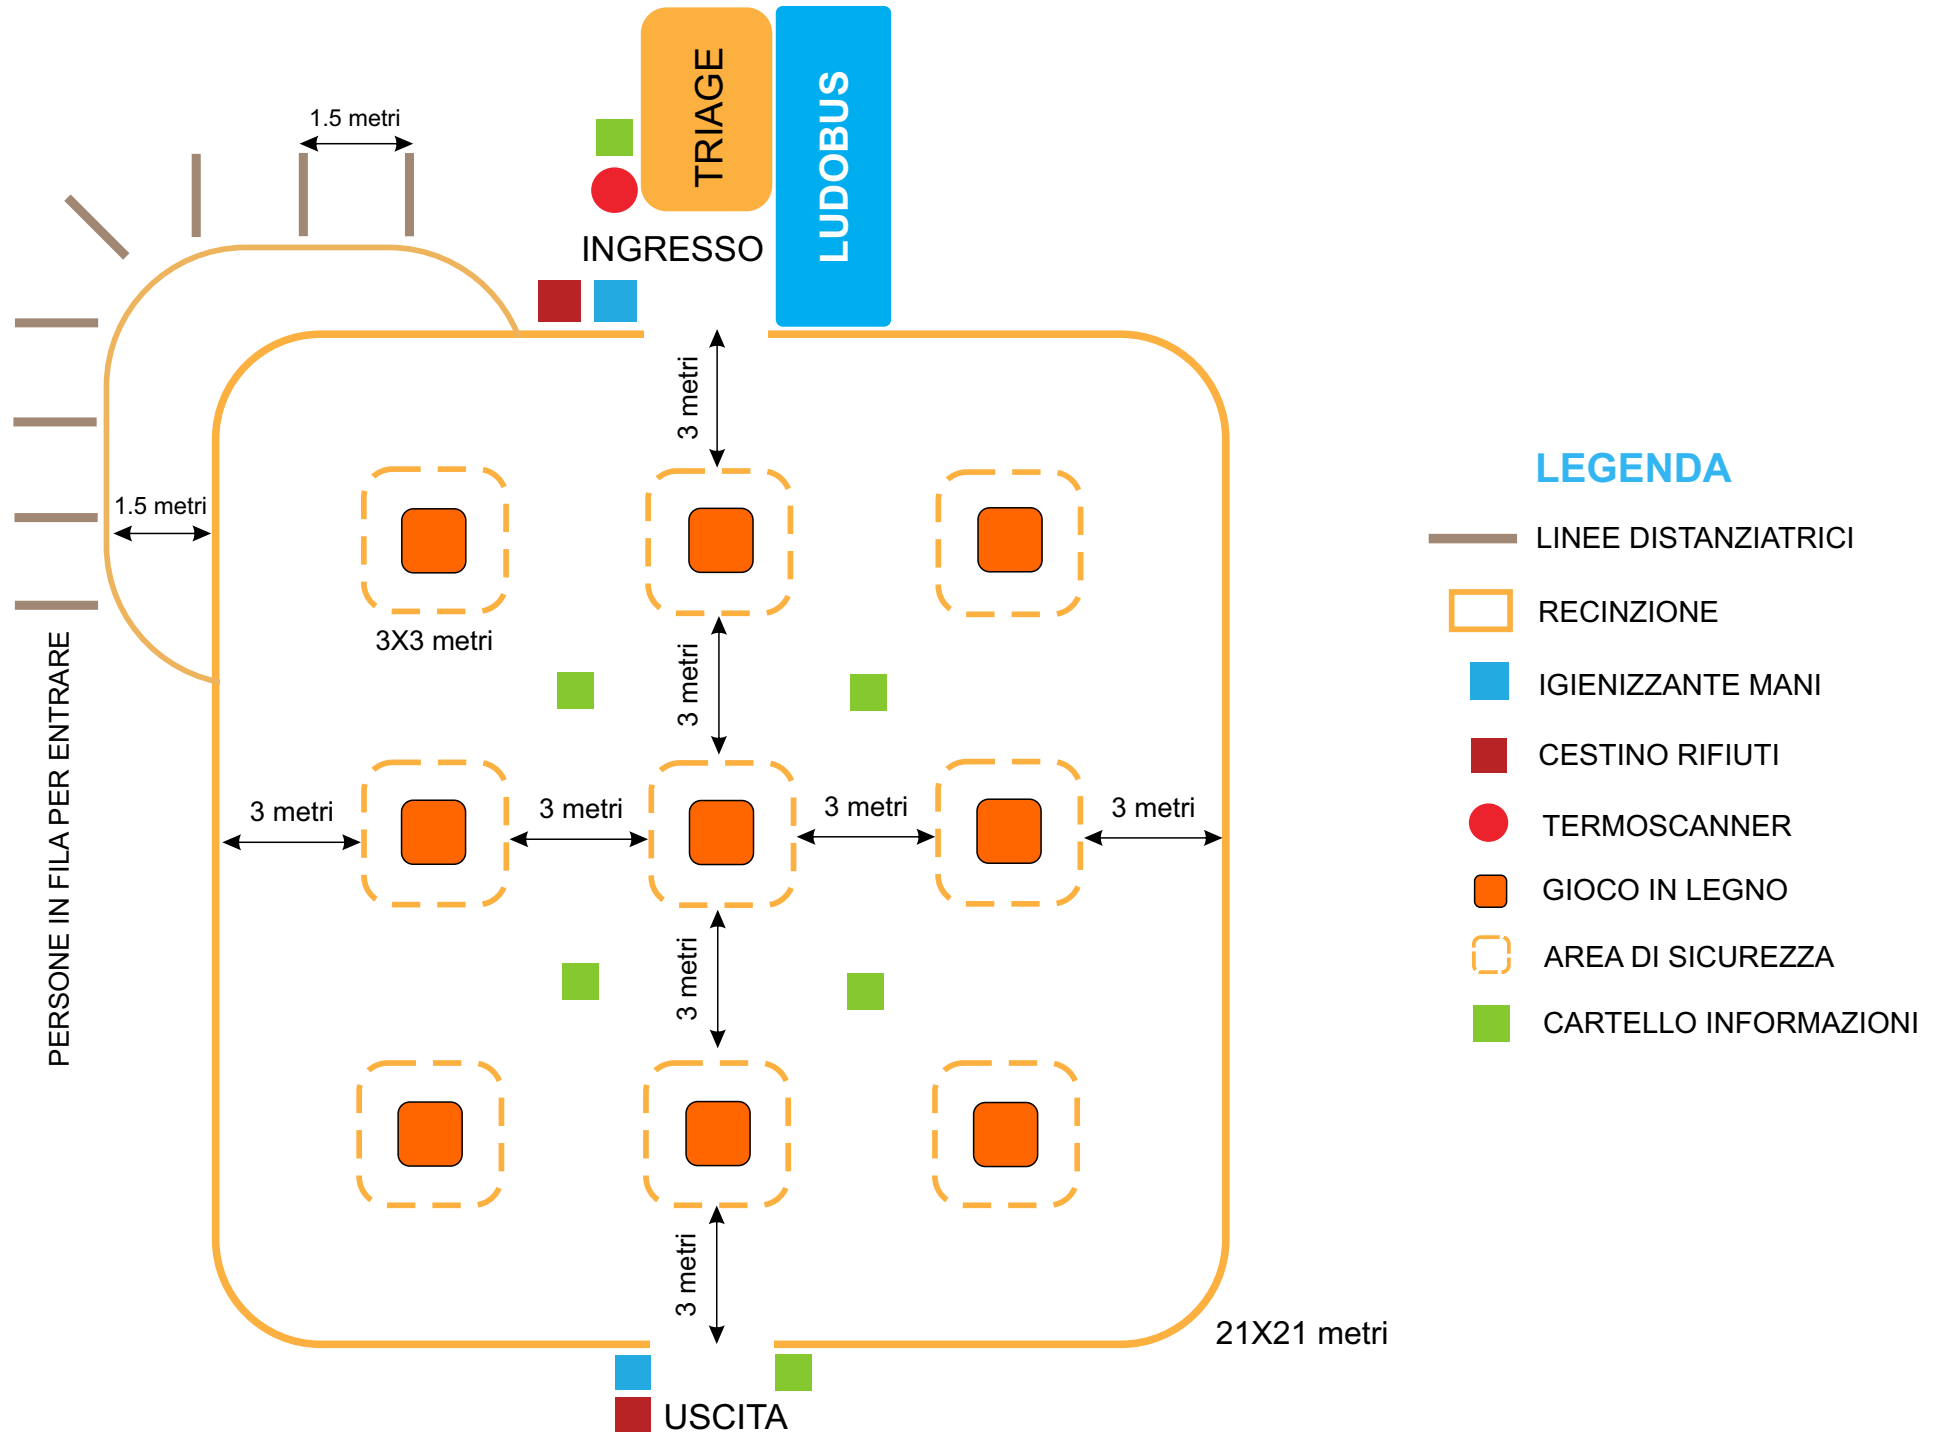 TRIAGE
LUDOBUS
1.5 metri
INGRESSO
3 metri
1.5 metri
3X3 metri
3 metri
PERSONE IN FILA PER ENTRARE
3 metri
3 metri
3 metri
3 metri
3 metri
3 metri
21X21 metri
USCITA
LEGENDA
LINEE DISTANZIATRICI
RECINZIONE
IGIENIZZANTE MANI
CESTINO RIFIUTI
TERMOSCANNER
GIOCO IN LEGNO
AREA DI SICUREZZA
CARTELLO INFORMAZIONI